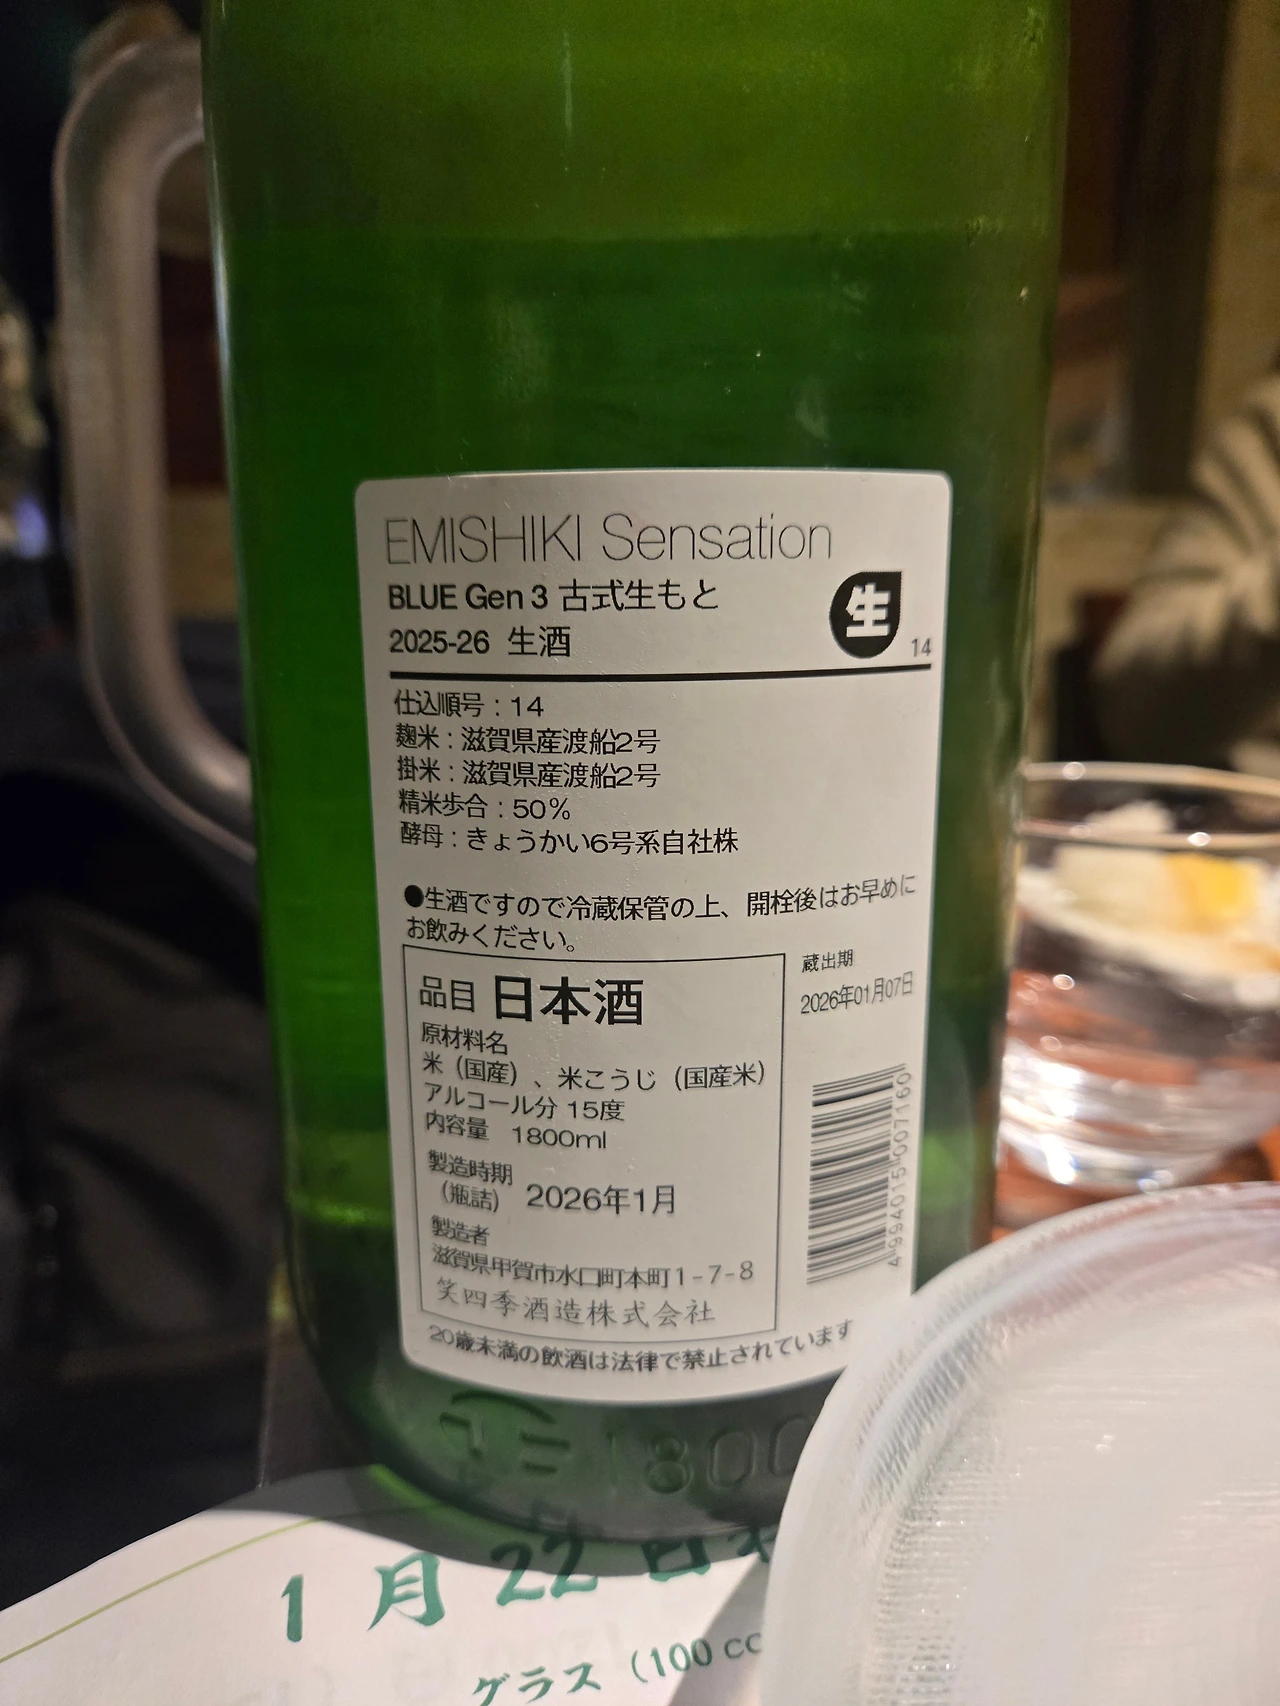 EMISHIKI Sensation
BLUE Gen 3 古式生もと
2025-26 生酒
生
14
仕込順号：14
麹米：滋賀県産渡船2号
掛米：滋賀県産渡船2号
精米歩合：50%
酵母：きょうかい6号系自社株
●生酒ですので冷蔵保管の上、開栓後はお早めに
お飲みください。
蔵出期
2026年01月07日
品目 日本酒
原材料名
米（国産）、米こうじ（国産米）
アルコール分 15度
内容量 1800ml
製造時期
（瓶詰） 2026年1月
製造者
滋賀県甲賀市水口町本町1-7-8
笑四季酒造株式会社
4994015007160
20歳未満の飲酒は法律で禁止されています
1800
1月22日
グラス（100cc